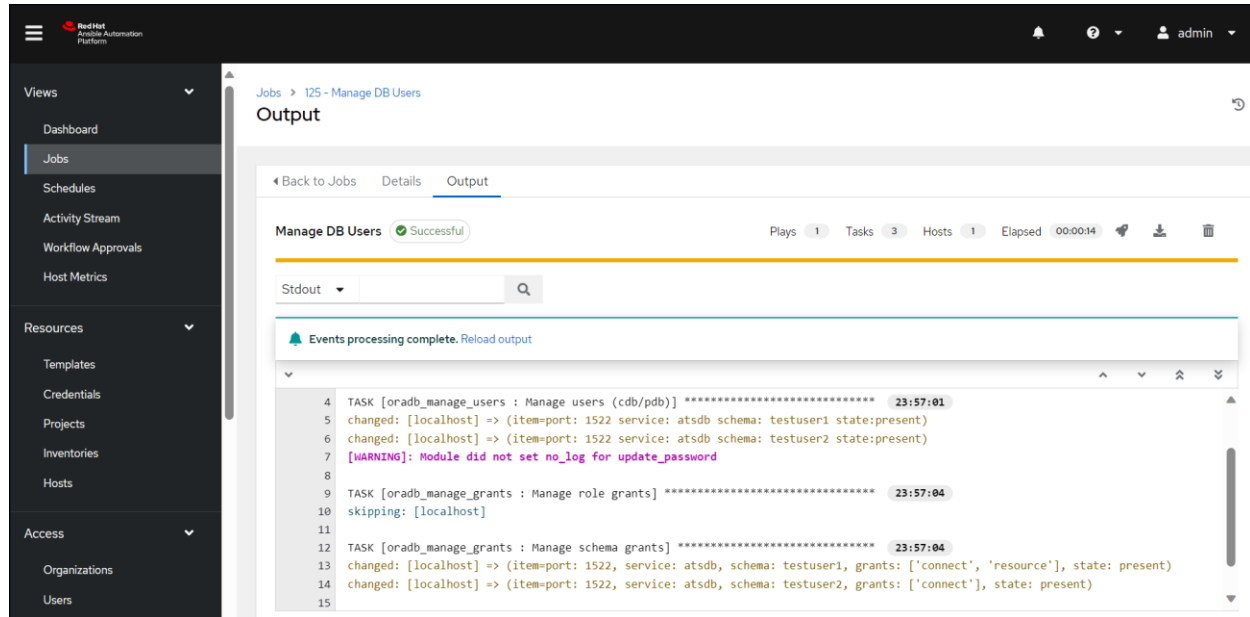 Red Hat
Ansible Automation
Platform
admin
Views
Dashboard
Jobs
Schedules
Activity Stream
Workflow Approvals
Host Metrics
Resources
Templates
Credentials
Projects
Inventories
Hosts
Access
Organizations
Users
Jobs > 125 - Manage DB Users
Output
Back to Jobs Details Output
Manage DB Users Successful Plays 1 Tasks 3 Hosts 1 Elapsed 00:00:14
Stdout
Events processing complete. Reload output
4 TASK [oradb_manage_users : Manage users (cdb/pdb)] ***************************** 23:57:01
5 changed: [localhost] => (item=port: 1522 service: atsdb schema: testuser1 state:present)
6 changed: [localhost] => (item=port: 1522 service: atsdb schema: testuser2 state:present)
7 [WARNING]: Module did not set no_log for update_password
8
9 TASK [oradb_manage_grants : Manage role grants] ******************************** 23:57:04
10 skipping: [localhost]
11
12 TASK [oradb_manage_grants : Manage schema grants] ****************************** 23:57:04
13 changed: [localhost] => (item=port: 1522, service: atsdb, schema: testuser1, grants: ['connect', 'resource'], state: present)
14 changed: [localhost] => (item=port: 1522, service: atsdb, schema: testuser2, grants: ['connect'], state: present)
15